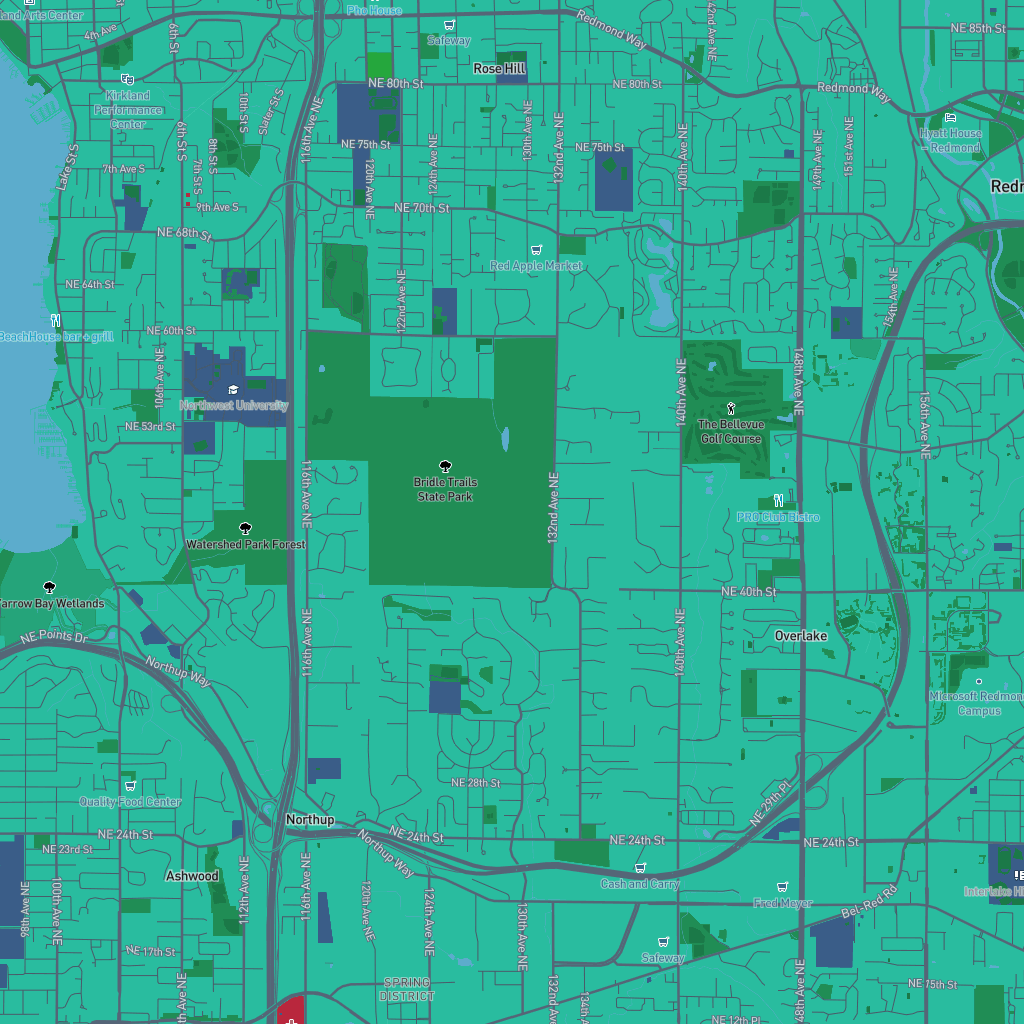 Pho House
4th Ave
6th St
Safeway
Redmond Way
NE 85th St
Rose Hill
Kirkland
Performance
Center
NE 80th St
NE 80th St
Redmond Way
10th St S
Slater St S
116th Ave NE
Hyatt House
- Redmond
6th St S
8th St S
NE 75th St
NE 75th St
124th Ave NE
130th Ave NE
132nd Ave NE
140th Ave NE
149th Ave NE
151st Ave NE
Lake St S
7th Ave S
7th St S
120th Ave NE
9th Ave S
NE 70th St
NE 68th St
Red Apple Market
NE 64th St
122nd Ave NE
154th Ave NE
BeachHouse bar + grill
NE 60th St
106th Ave NE
Northwest University
140th Ave NE
148th Ave NE
156th Ave NE
The Bellevue
Golf Course
NE 53rd St
Bridle Trails
State Park
116th Ave NE
132nd Ave NE
PRO Club Bistro
Watershed Park Forest
Yarrow Bay Wetlands
NE 40th St
NE Points Dr
Northup Way
116th Ave NE
140th Ave NE
Overlake
Microsoft Redmond
Campus
NE 28th St
Quality Food Center
NE 29th Pl
Northup
NE 24th St
NE 24th St
NE 24th St
NE 24th St
NE 23rd St
Northup Way
Ashwood
Cash and Carry
Fred Meyer
Bel-Red Rd
98th Ave NE
100th Ave NE
112th Ave NE
116th Ave NE
120th Ave NE
124th Ave NE
130th Ave NE
NE 17th St
Safeway
SPRING
DISTRICT
132nd Ave NE
134th Ave
148th Ave NE
NE 75th St
NE 12th Pl